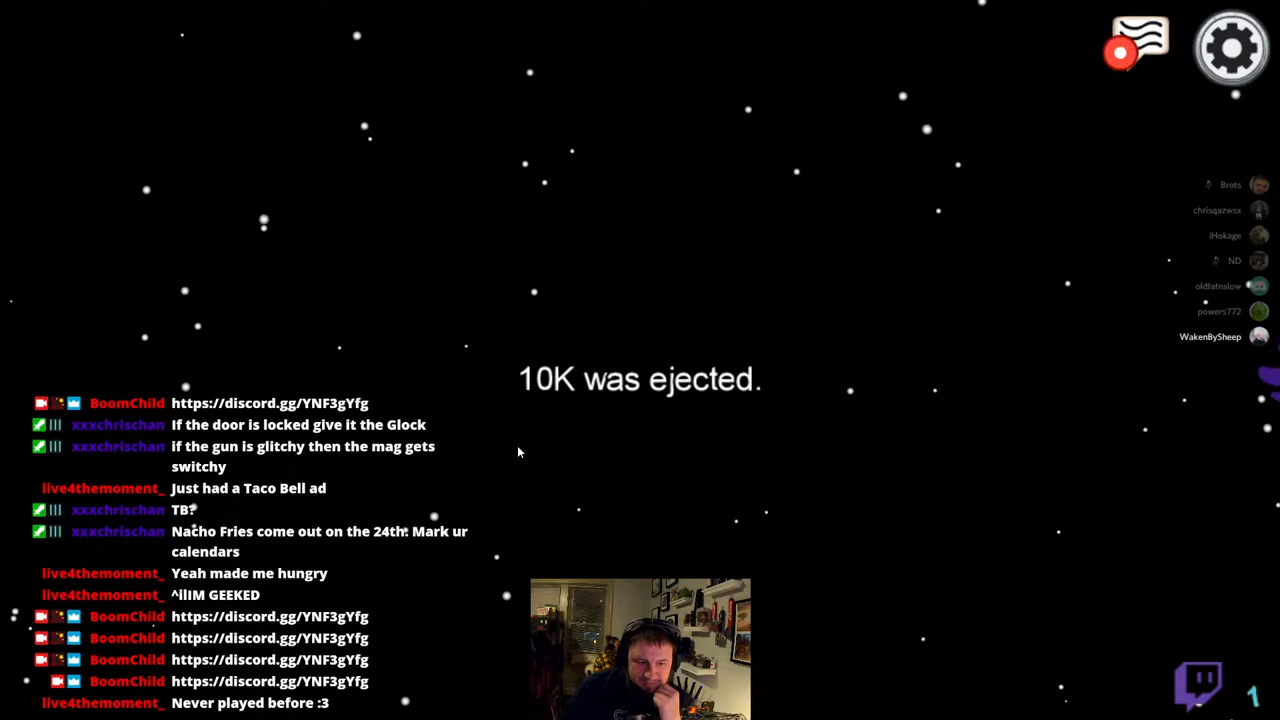 Brots
chrisqazwsx
iHokage
ND
oldfatnslow
powers772
WakenBySheep
10K was ejected.
BoomChild https://discord.gg/YNF3gYfg
xxxchrischan If the door is locked give it the Glock
xxxchrischan if the gun is glitchy then the mag gets
switchy
live4themoment_ Just had a Taco Bell ad
xxxchrischan TB?
xxxchrischan Nacho Fries come out on the 24th. Mark ur
calendars
live4themoment_ Yeah made me hungry
live4themoment_ ^ilIM GEEKED
BoomChild https://discord.gg/YNF3gYfg
BoomChild https://discord.gg/YNF3gYfg
BoomChild https://discord.gg/YNF3gYfg
BoomChild https://discord.gg/YNF3gYfg
live4themoment_ Never played before :3
1